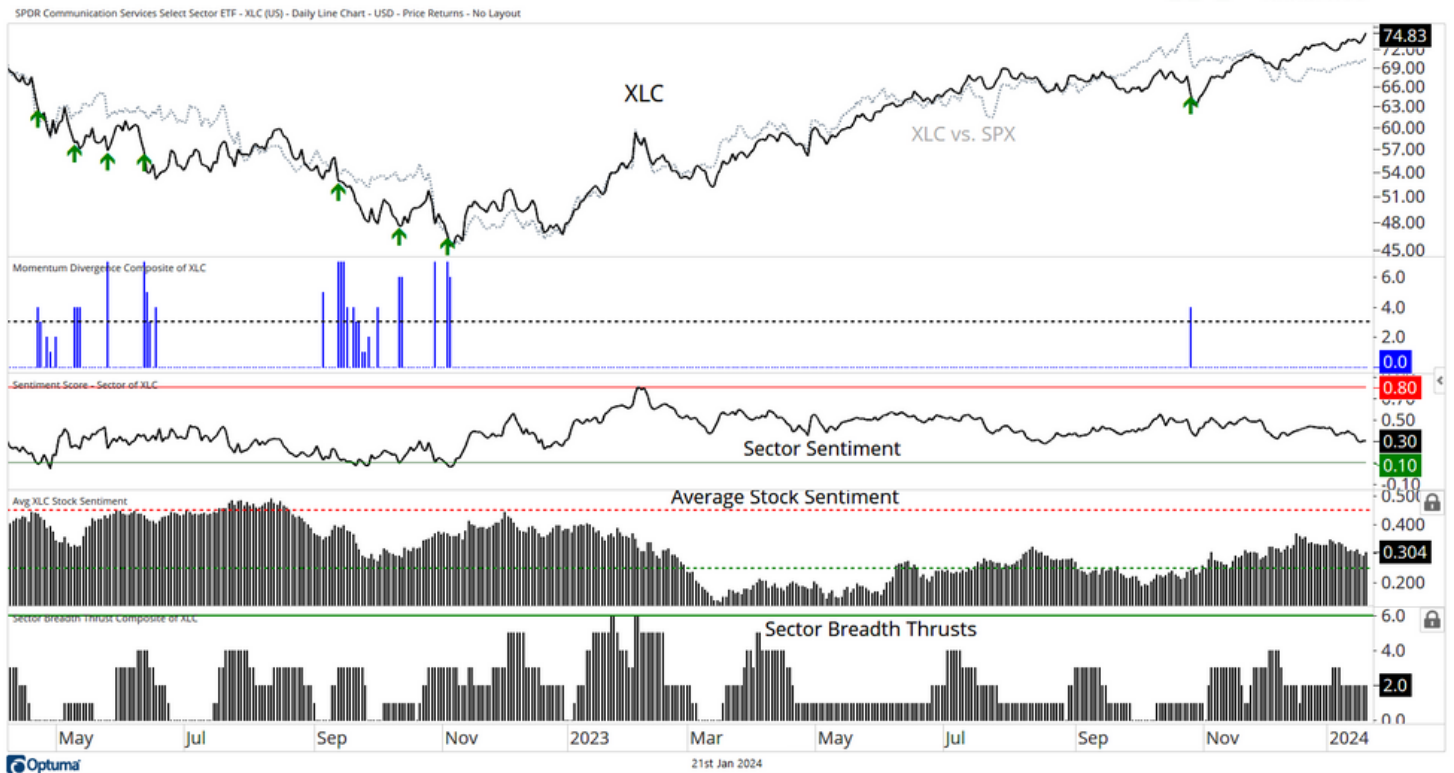 SPDR Communication Services Select Sector ETF - XLC (US) - Daily Line Chart - USD - Price Returns - No Layout
74.83
72.00
69.00
66.00
63.00
60.00
57.00
54.00
51.00
48.00
45.00
XLC
XLC vs. SPX
Momentum Divergence Composite of XLC
6.0
4.0
2.0
0.0
Sentiment Score - Sector of XLC
0.80
0.70
0.50
0.30
0.10
-0.10
Sector Sentiment
Avg XLC Stock Sentiment
Average Stock Sentiment
0.500
0.400
0.304
0.200
Sector Breadth Thrust Composite of XLC
Sector Breadth Thrusts
6.0
4.0
2.0
0.0
May Jul Sep Nov 2023 Mar May Jul Sep Nov 2024
Optuma
21st Jan 2024